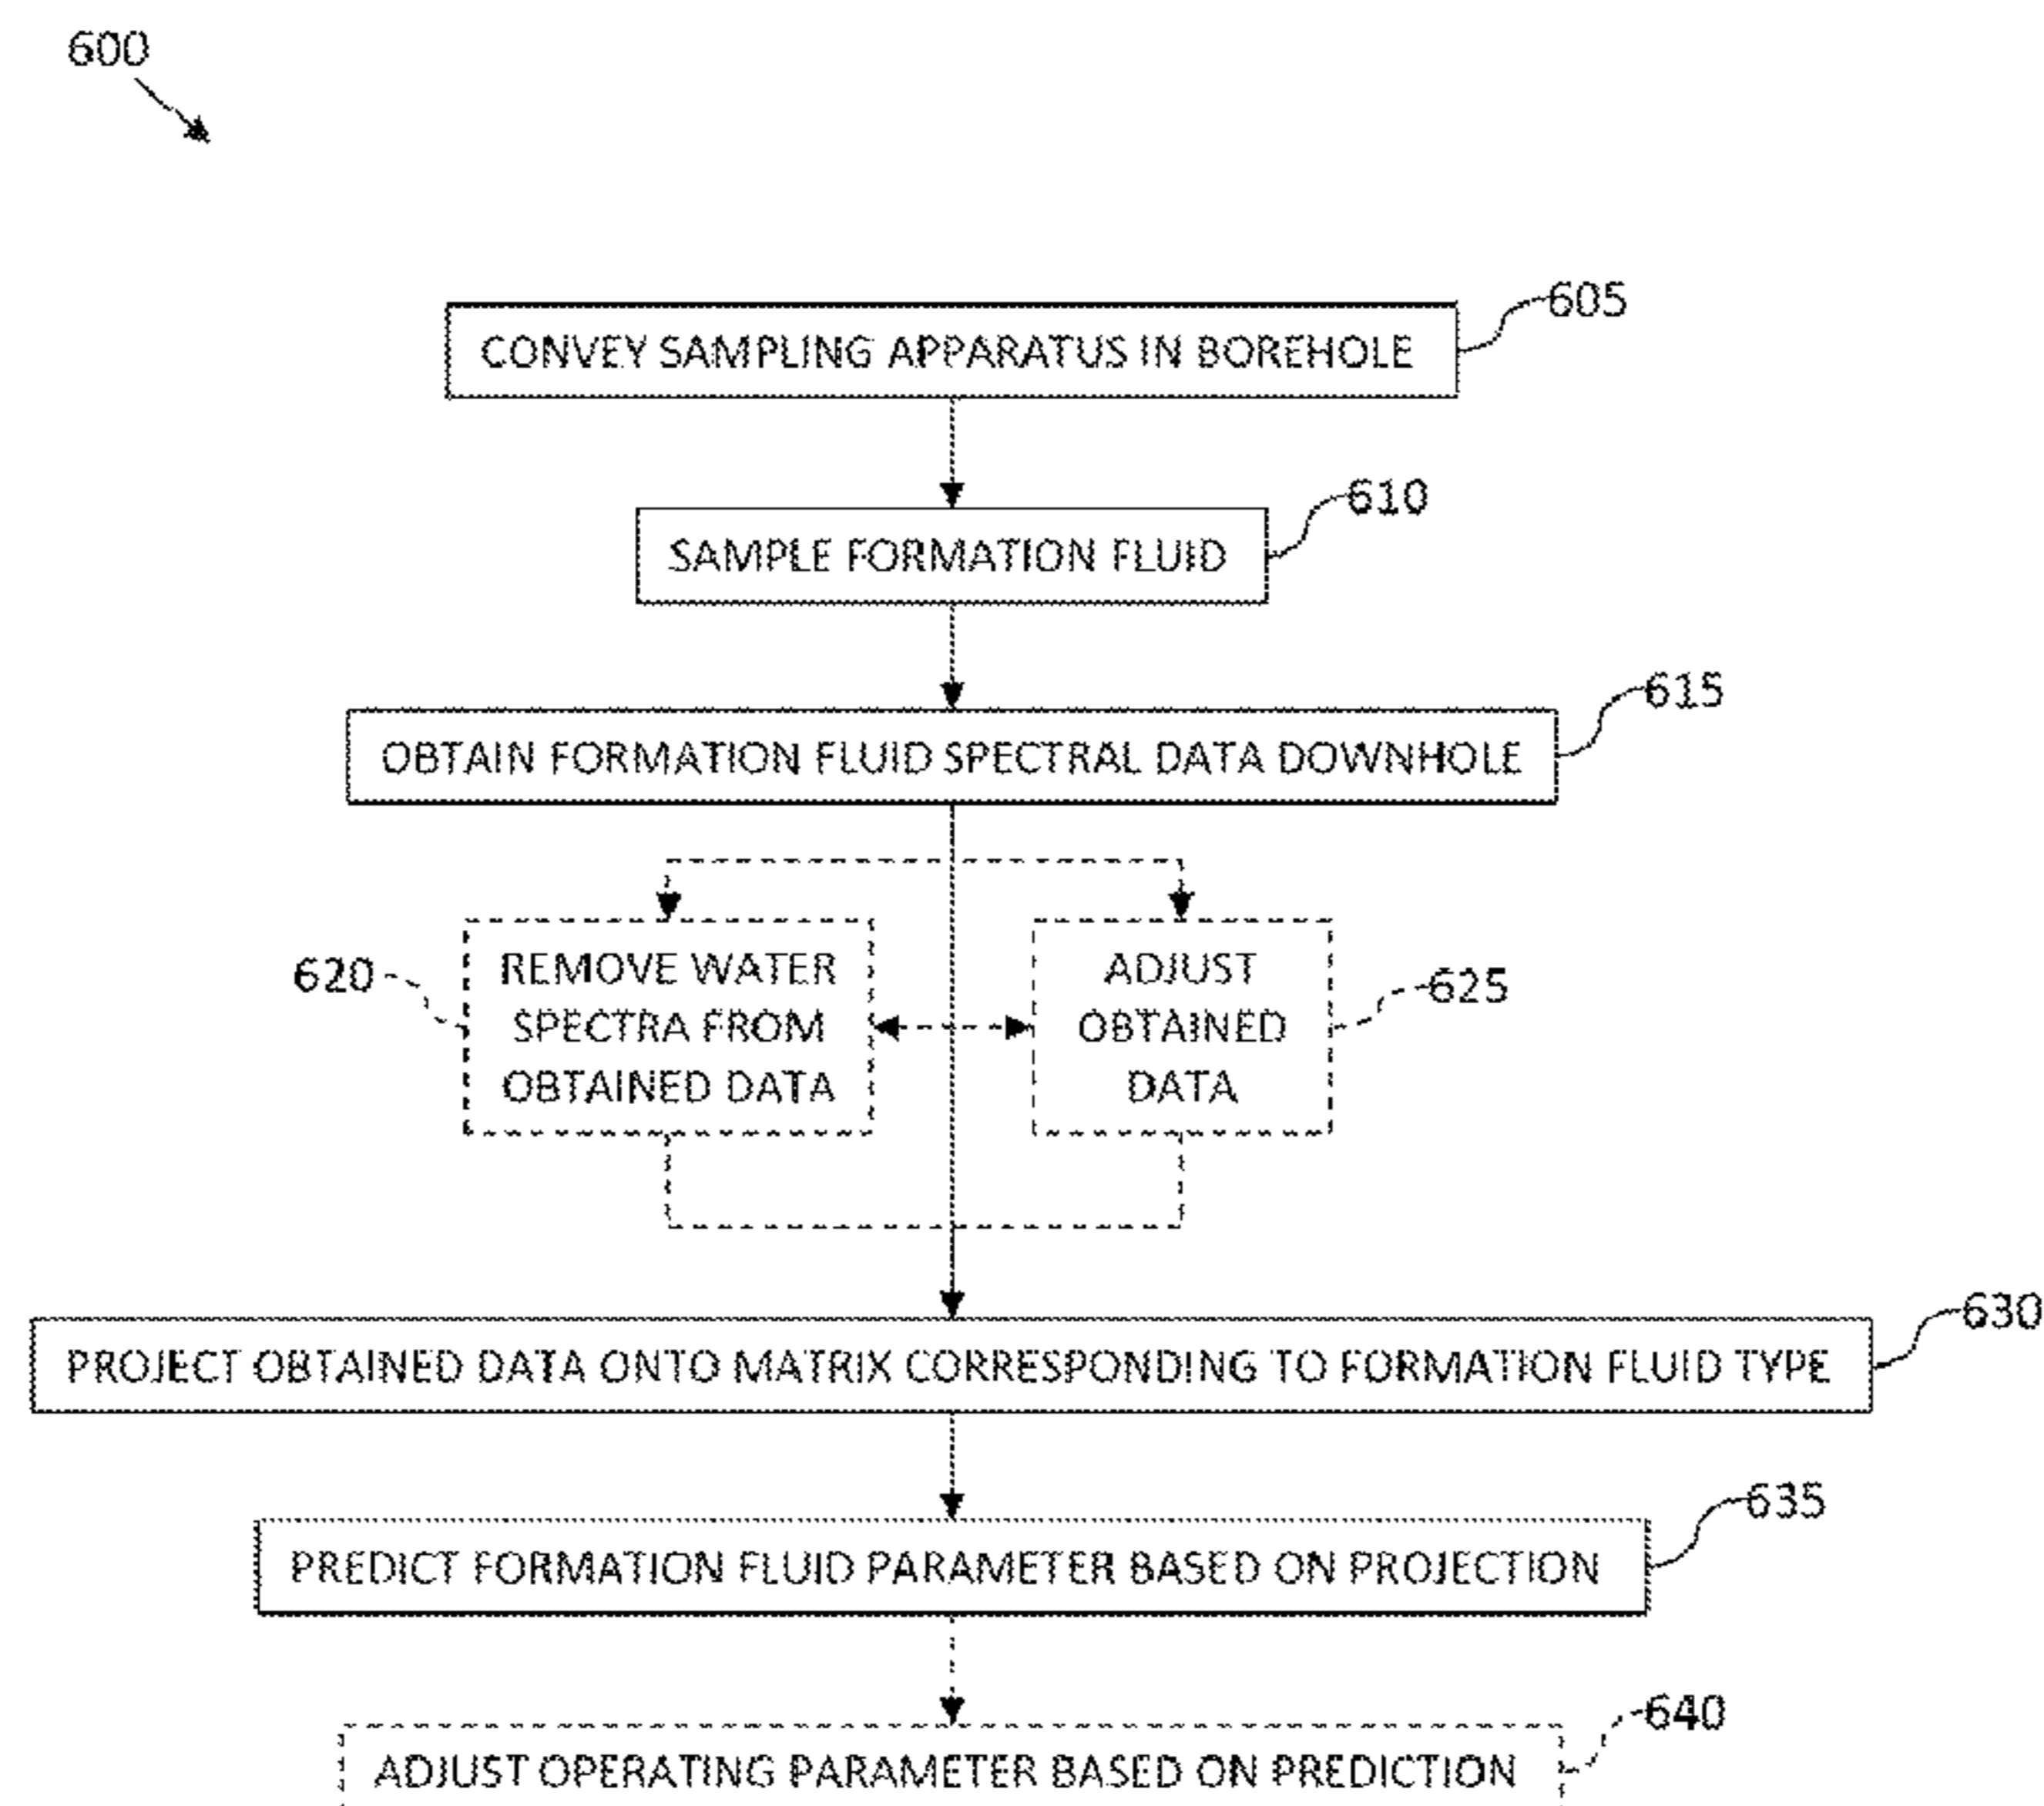 600
CONVEY SAMPLING APPARATUS IN BOREHOLE
605
SAMPLE FORMATION FLUID
610
OBTAIN FORMATION FLUID SPECTRAL DATA DOWNHOLE
615
620
REMOVE WATER
SPECTRA FROM
OBTAINED DATA
ADJUST
OBTAINED
DATA
625
PROJECT OBTAINED DATA ONTO MATRIX CORRESPONDING TO FORMATION FLUID TYPE
630
PREDICT FORMATION FLUID PARAMETER BASED ON PROJECTION
635
ADJUST OPERATING PARAMETER BASED ON PREDICTION
640